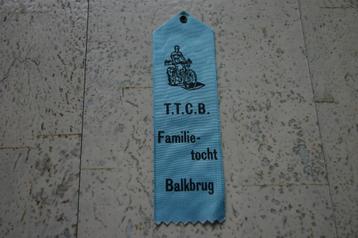 T.T.C.B.
Familie-
tocht
Balkbrug